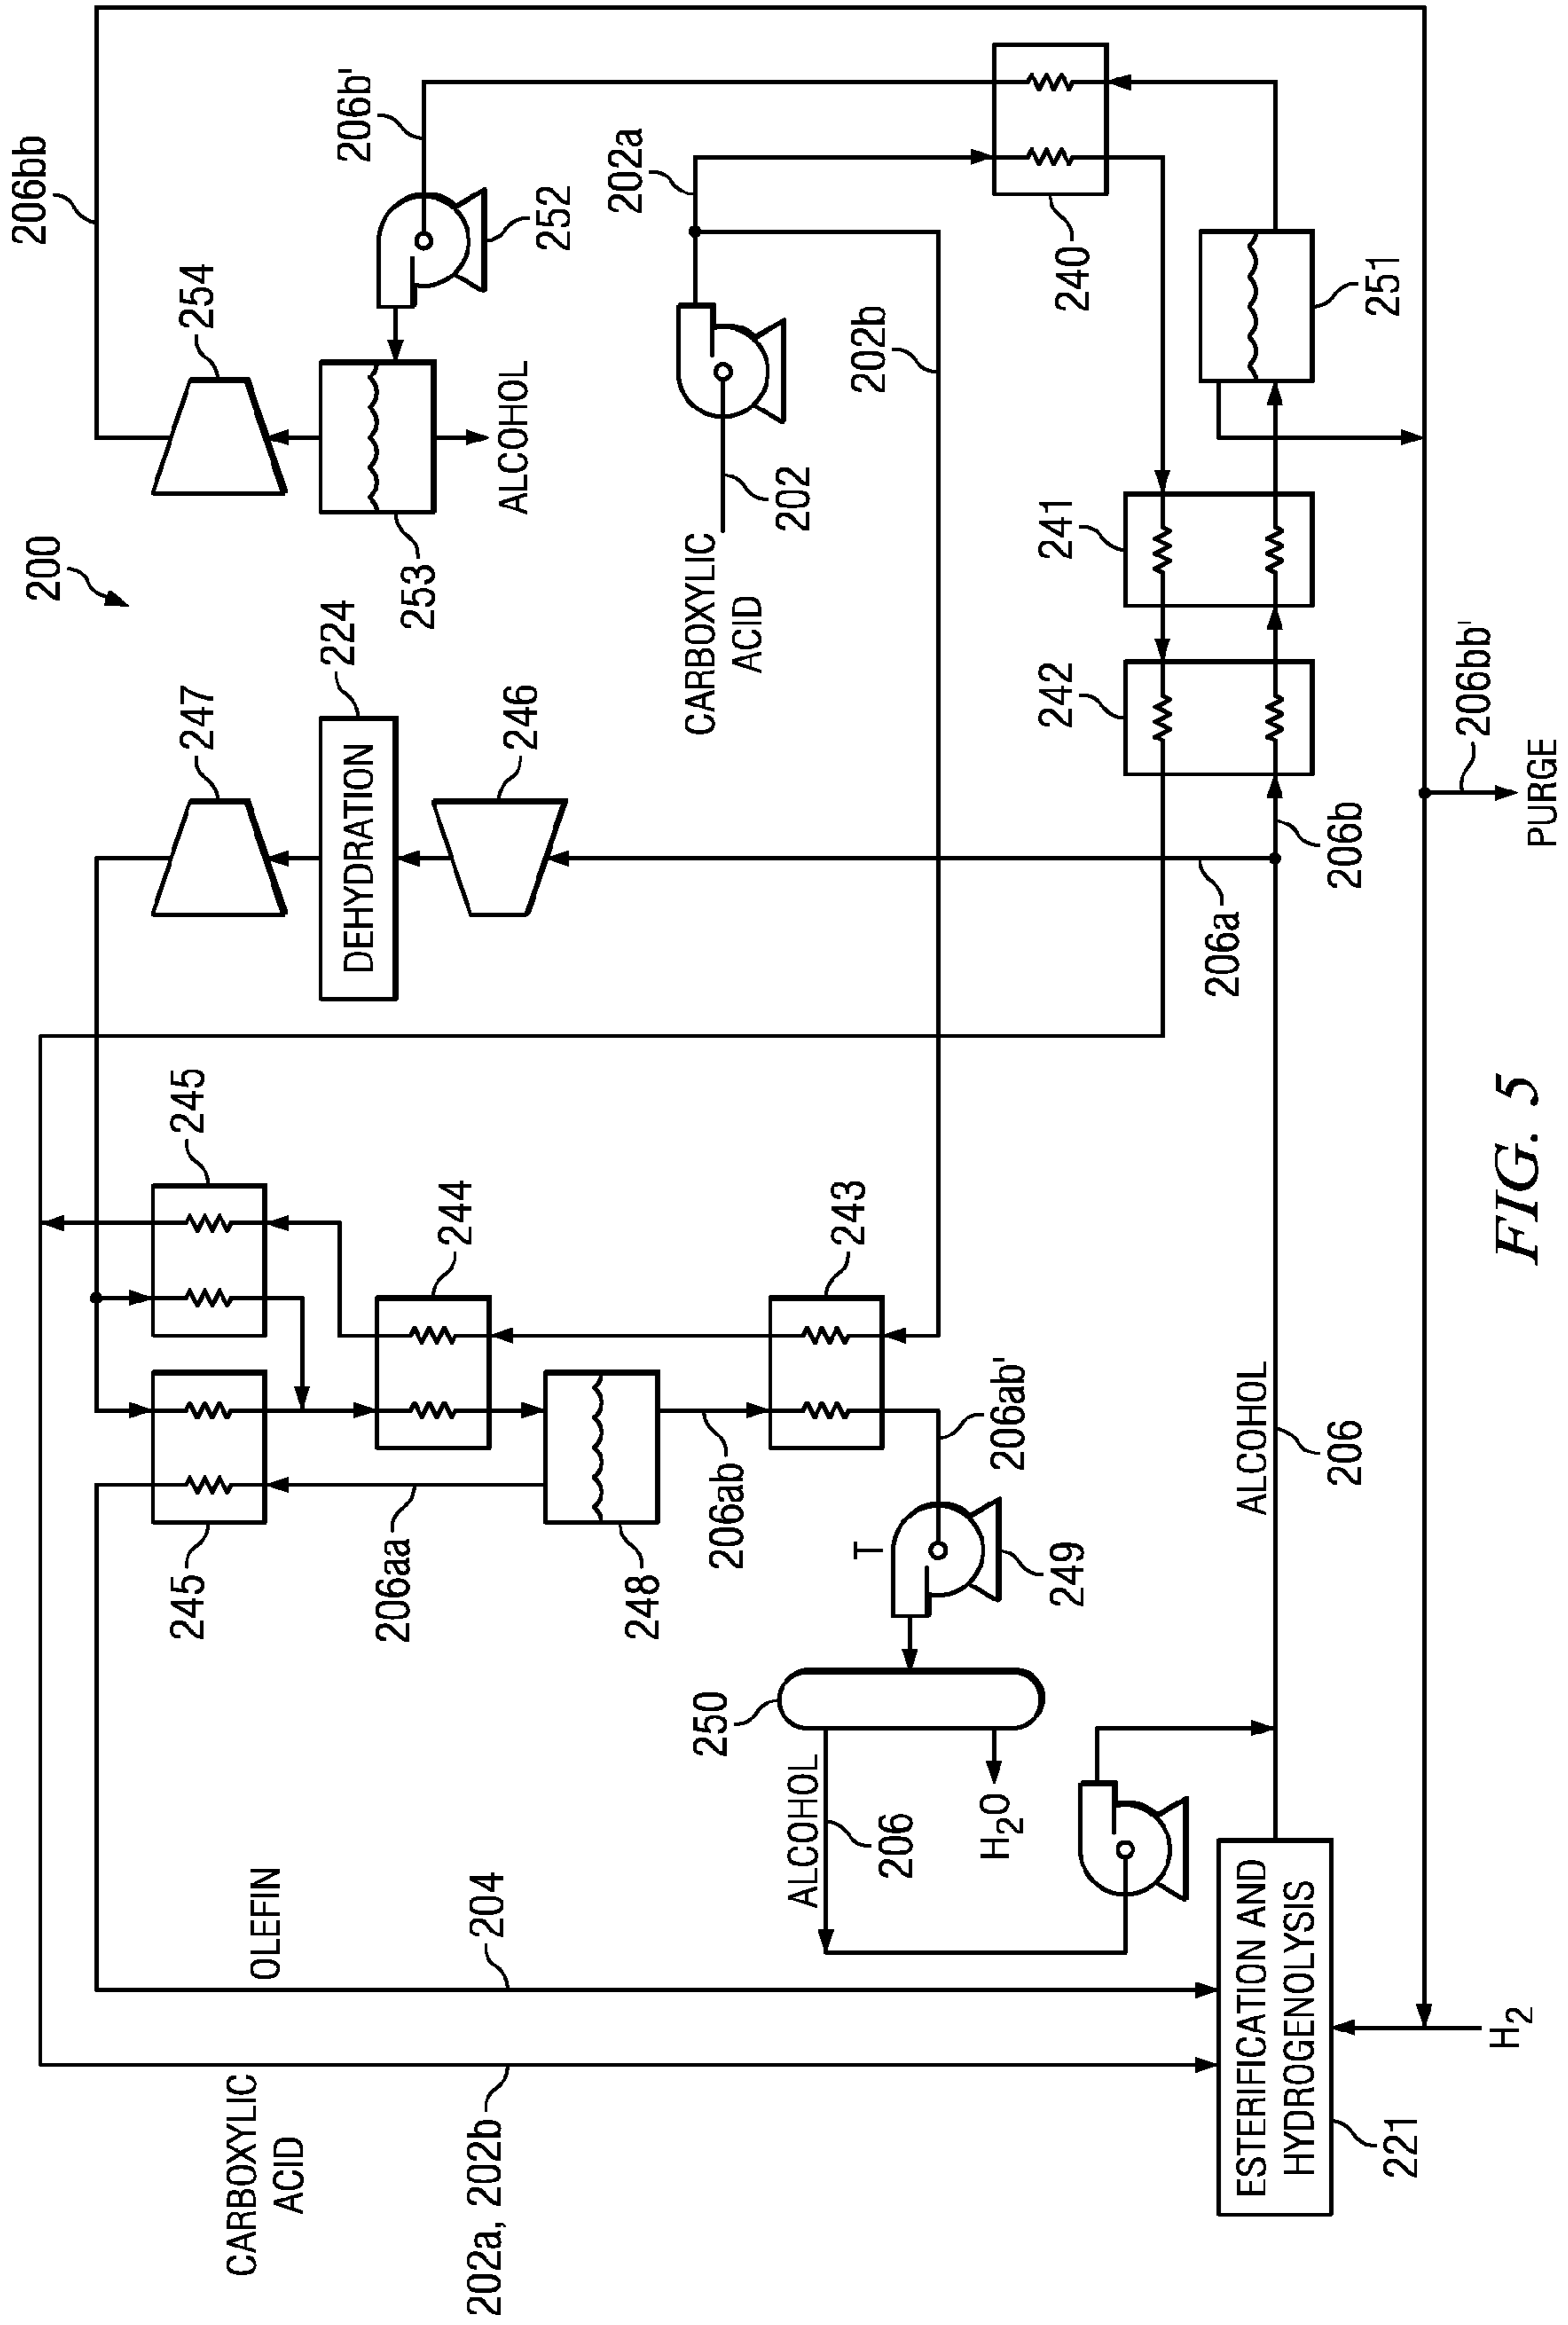 CARBOXYLIC
ACID
202a, 202b
OLEFIN
204
245
206aa
248
245
244
206ab
243
206ab'
T
249
250
ALCOHOL
206
H2O
ESTERIFICATION AND
HYDROGENOLYSIS
221
H2
ALCOHOL
206
200
247
224
DEHYDRATION
246
206a
206b
206bb
254
253
ALCOHOL
206b'
252
CARBOXYLIC
ACID
202
202a
202b
240
241
242
251
206bb'
PURGE
FIG. 5